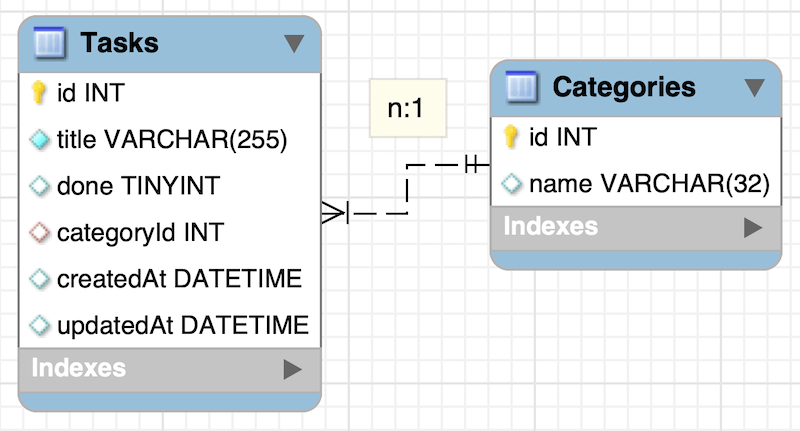 Tasks
id INT
title VARCHAR(255)
done TINYINT
categoryId INT
createdAt DATETIME
updatedAt DATETIME
Indexes
n:1
Categories
id INT
name VARCHAR(32)
Indexes